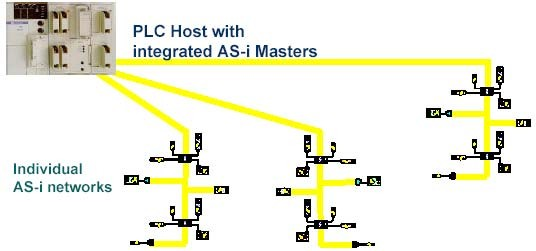 PLC Host with
integrated AS-i Masters
Individual
AS-i networks